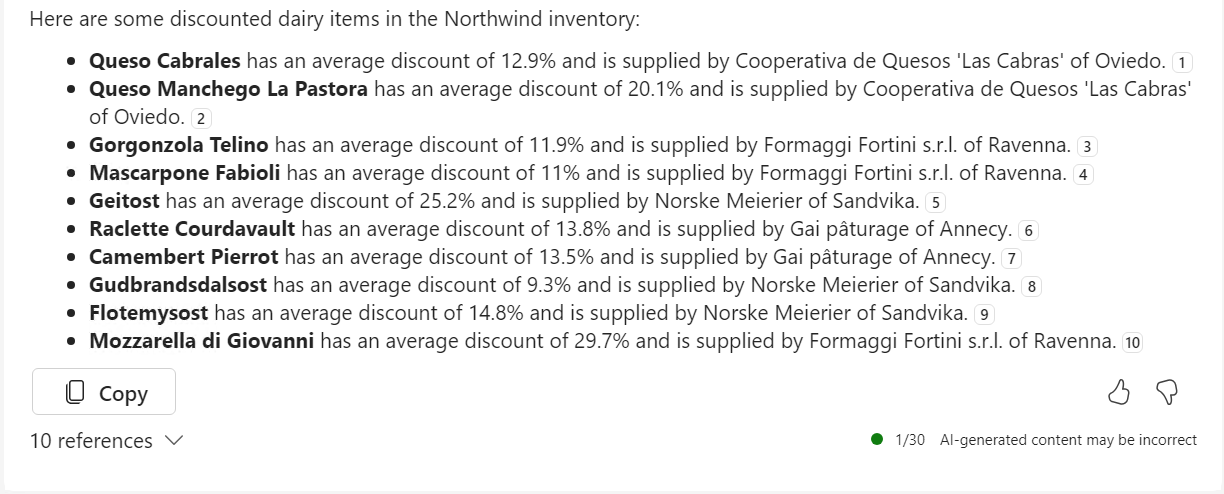 Here are some discounted dairy items in the Northwind inventory:
• Queso Cabrales has an average discount of 12.9% and is supplied by Cooperativa de Quesos 'Las Cabras' of Oviedo. 1
• Queso Manchego La Pastora has an average discount of 20.1% and is supplied by Cooperativa de Quesos 'Las Cabras'
of Oviedo. 2
• Gorgonzola Telino has an average discount of 11.9% and is supplied by Formaggi Fortini s.r.l. of Ravenna. 3
• Mascarpone Fabioli has an average discount of 11% and is supplied by Formaggi Fortini s.r.l. of Ravenna. 4
• Geitost has an average discount of 25.2% and is supplied by Norske Meierier of Sandvika. 5
• Raclette Courdavault has an average discount of 13.8% and is supplied by Gai pâturage of Annecy. 6
• Camembert Pierrot has an average discount of 13.5% and is supplied by Gai pâturage of Annecy. 7
• Gudbrandsdalsost has an average discount of 9.3% and is supplied by Norske Meierier of Sandvika. 8
• Flotemysost has an average discount of 14.8% and is supplied by Norske Meierier of Sandvika. 9
• Mozzarella di Giovanni has an average discount of 29.7% and is supplied by Formaggi Fortini s.r.l. of Ravenna. 10
Copy
10 references
1/30 AI-generated content may be incorrect